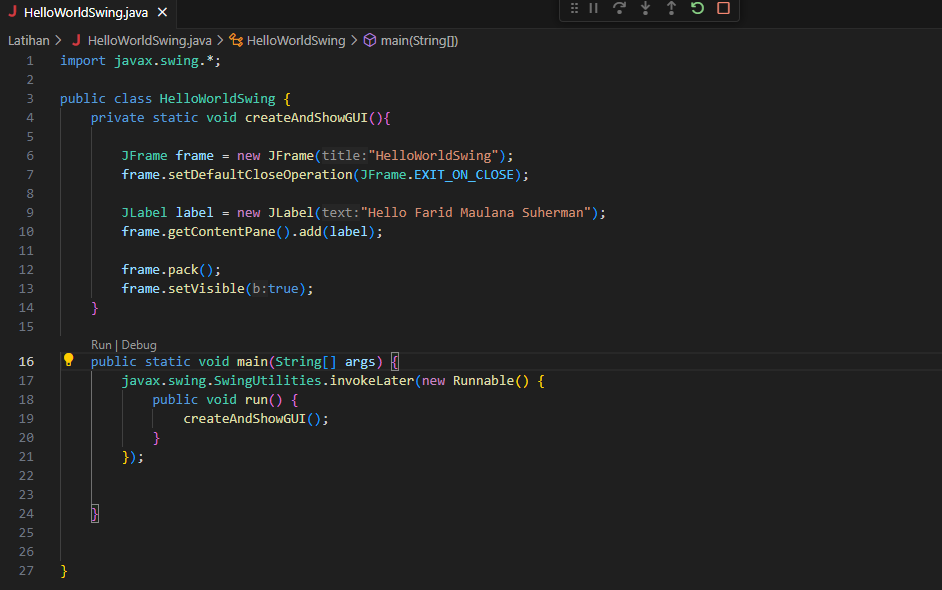 HelloWorldSwing.java
Latihan > HelloWorldSwing.java > HelloWorldSwing > main(String[])
1 import javax.swing.*;
2
3 public class HelloWorldSwing {
4 private static void createAndShowGUI(){
5
6 JFrame frame = new JFrame(title:"HelloWorldSwing");
7 frame.setDefaultCloseOperation(JFrame.EXIT_ON_CLOSE);
8
9 JLabel label = new JLabel(text:"Hello Farid Maulana Suherman");
10 frame.getContentPane().add(label);
11
12 frame.pack();
13 frame.setVisible(b:true);
14 }
15
Run | Debug
16 public static void main(String[] args) {
17 javax.swing.SwingUtilities.invokeLater(new Runnable() {
18 public void run() {
19 createAndShowGUI();
20 }
21 });
22
23
24 }
25
26
27 }